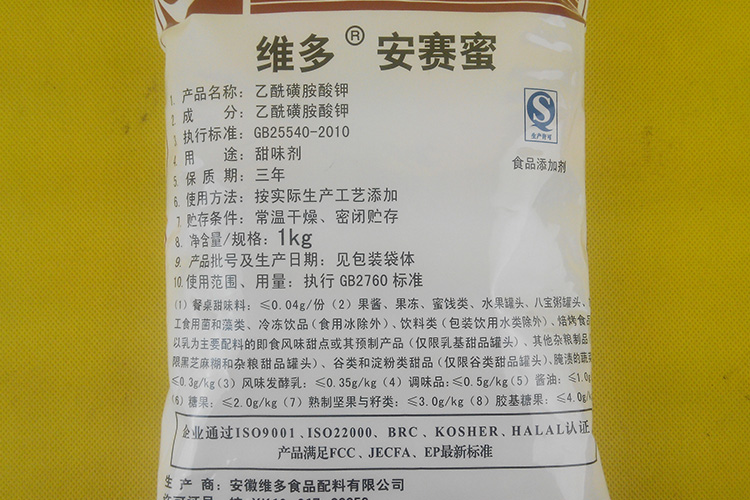 维多® 安赛蜜
1. 产品名称：乙酰磺胺酸钾
2. 成 分：乙酰磺胺酸钾
3. 执行标准：GB25540-2010
4. 用 途：甜味剂
5. 保 质 期：三年
6. 使用方法：按实际生产工艺添加
7. 贮存条件：常温干燥、密闭贮存
8. 净含量/规格：1kg
9. 产品批号及生产日期：见包装袋体
10. 使用范围、用量：执行GB2760标准
生产许可
食品添加剂
（1）餐桌甜味料：≤0.04g/份（2）果酱、果冻、蜜饯类、水果罐头、八宝粥罐头、
工食用菌和藻类、冷冻饮品（食用冰除外）、饮料类（包装饮用水类除外）、焙烤食品
以乳为主要配料的即食风味甜点或其预制产品（仅限乳基甜品罐头）、其他杂粮制品（
限黑芝麻糊和杂粮甜品罐头）、谷类和淀粉类甜品（仅限谷类甜品罐头）、腌渍的蔬菜
≤0.3g/kg（3）风味发酵乳：≤0.35g/kg（4）调味品：≤0.5g/kg（5）酱油：≤1.0g
（6）糖果：≤2.0g/kg（7）熟制坚果与籽类：≤3.0g/kg（8）胶基糖果：≤4.0g/
企业通过ISO9001、ISO22000、BRC、KOSHER、HALAL认证
产品满足FCC、JECFA、EP最新标准
生 产 商：安徽维多食品配料有限公司